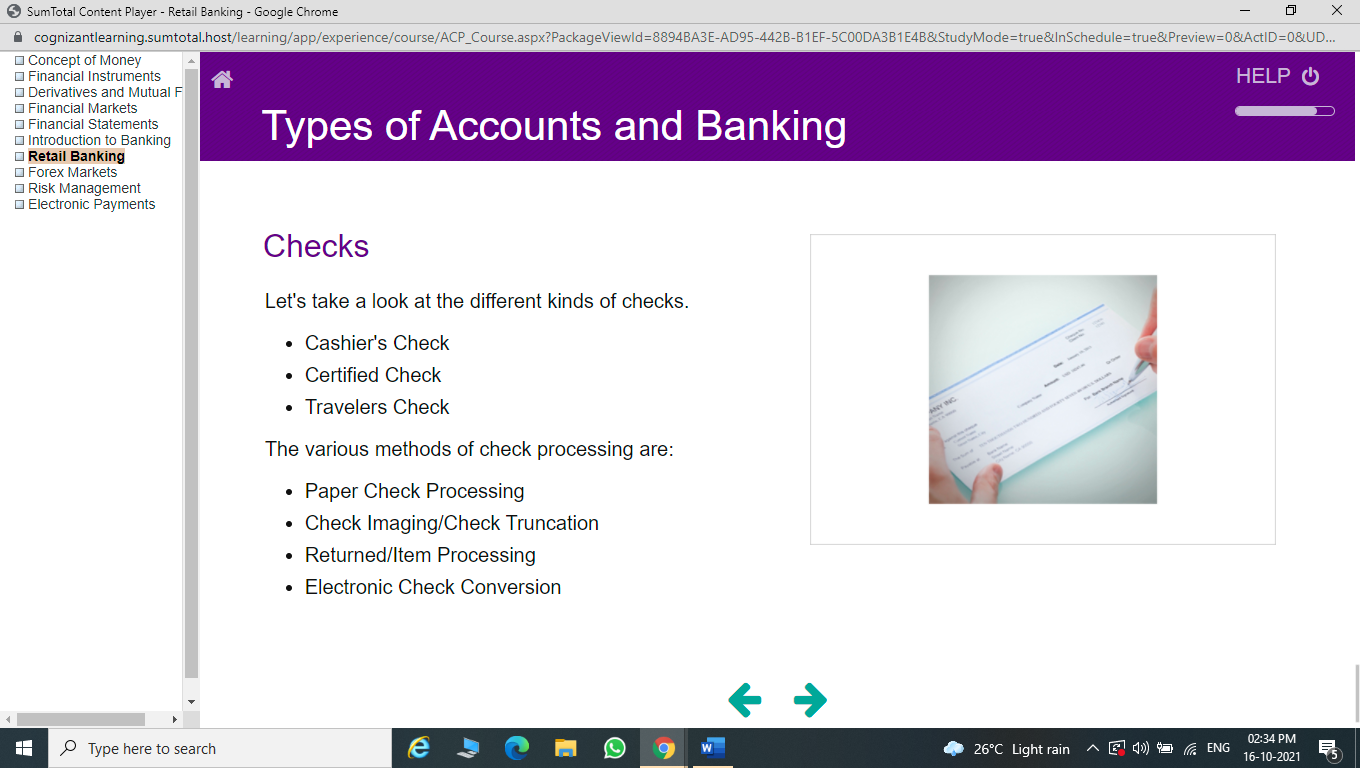 SumTotal Content Player - Retail Banking - Google Chrome
cognizantlearning.sumtotal.host/learning/app/experience/course/ACP_Course.aspx?PackageViewId=8894BA3E-AD95-442B-B1EF-5C00DA3B1E4B&StudyMode=true&InSchedule=true&Preview=0&ActID=0&UD...
Concept of Money
Financial Instruments
Derivatives and Mutual F
Financial Markets
Financial Statements
Introduction to Banking
Retail Banking
Forex Markets
Risk Management
Electronic Payments
HELP
Types of Accounts and Banking
Checks
Let's take a look at the different kinds of checks.
• Cashier's Check
• Certified Check
• Travelers Check
The various methods of check processing are:
• Paper Check Processing
• Check Imaging/Check Truncation
• Returned/Item Processing
• Electronic Check Conversion
Type here to search
26°C Light rain
ENG
02:34 PM
16-10-2021
5